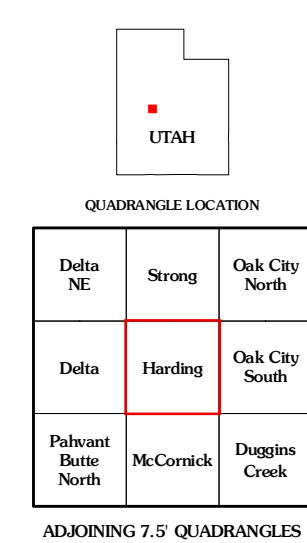 UTAH
QUADRANGLE LOCATION
Delta
NE
Strong
Oak City
North
Delta
Harding
Oak City
South
Pahvant
Butte
North
McCornick
Duggins
Creek
ADJOINING 7.5' QUADRANGLES